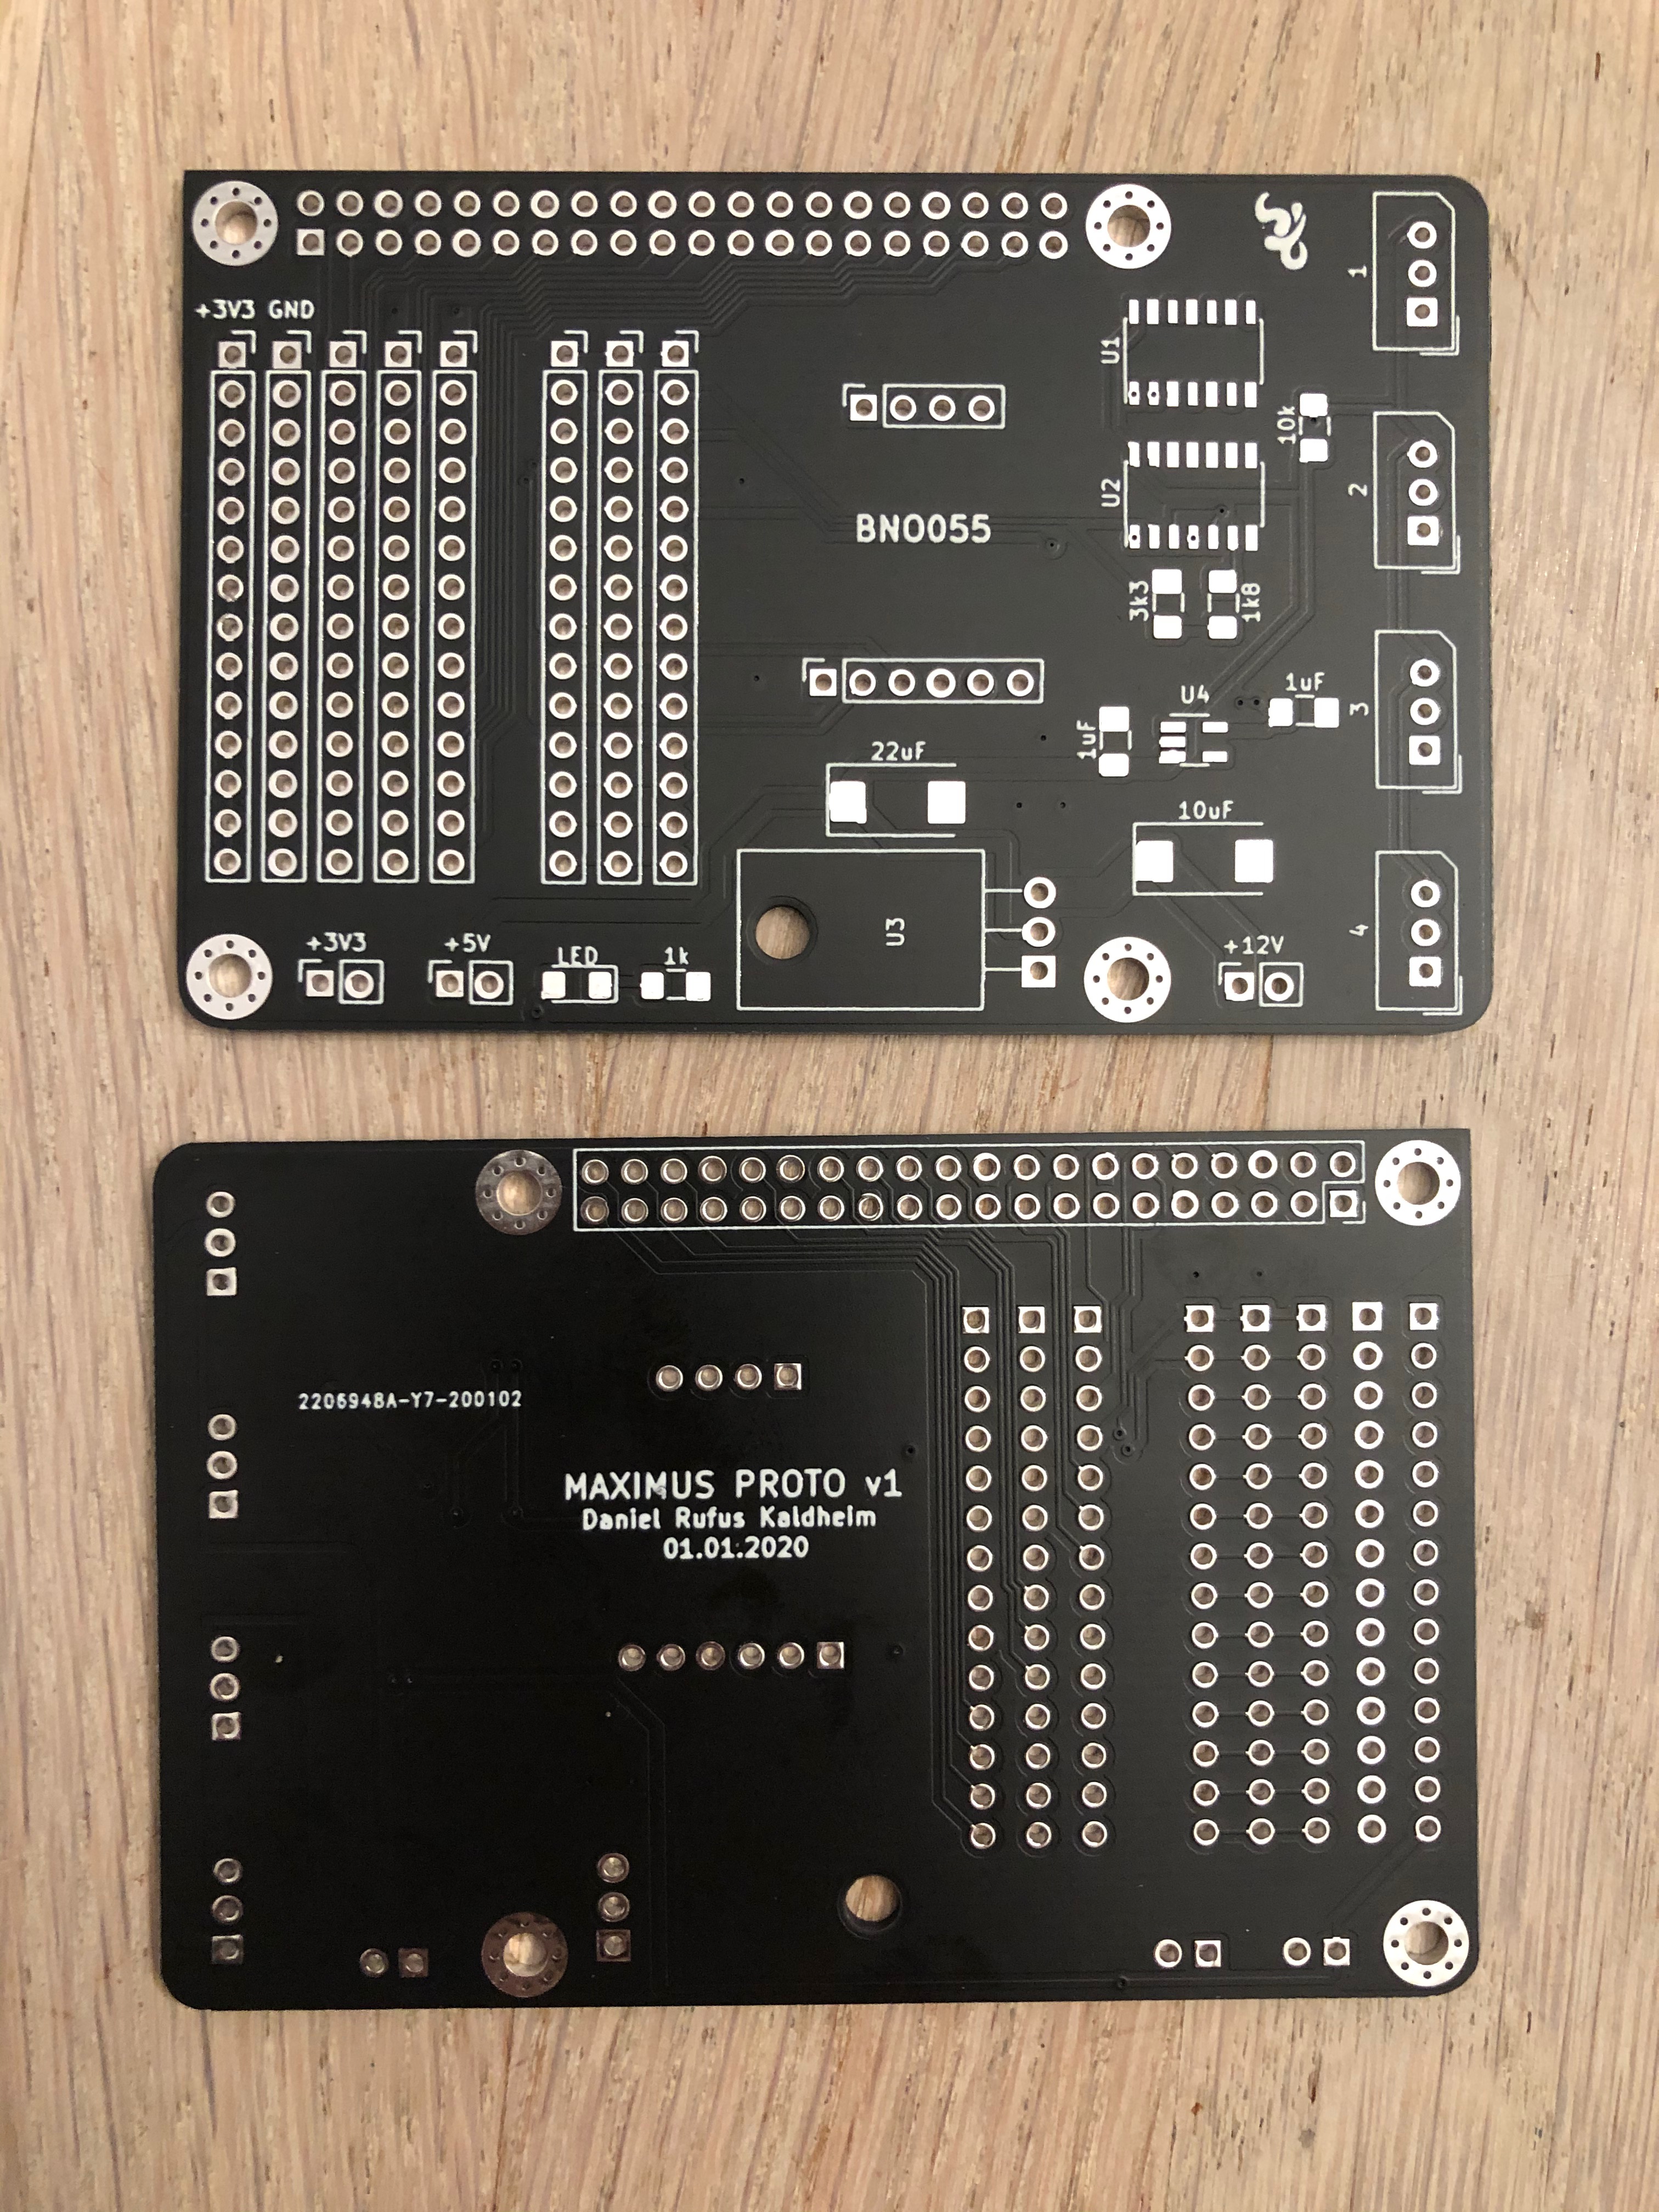 +3V3 GND
1
U1
10k
BNO055
U2
2
3k3
1k8
U4
1uF
3
1uF
22uF
10uF
U3
4
+3V3
+5V
LED
1k
+12V
2206948A-Y7-200102
MAXIMUS PROTO v1
Daniel Rufus Kaldheim
01.01.2020